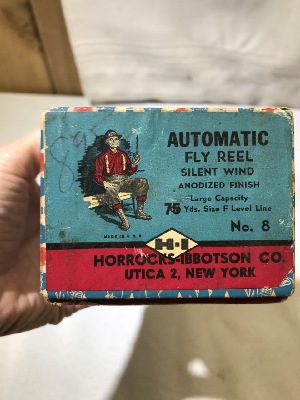 895
AUTOMATIC
FLY REEL
SILENT WIND
ANODIZED FINISH
Large Capacity
75 Yds. Size F Level Line
No. 8
MADE IN U.S.A.
H-I
HORROCKS-IBBOTSON CO.
UTICA 2, NEW YORK